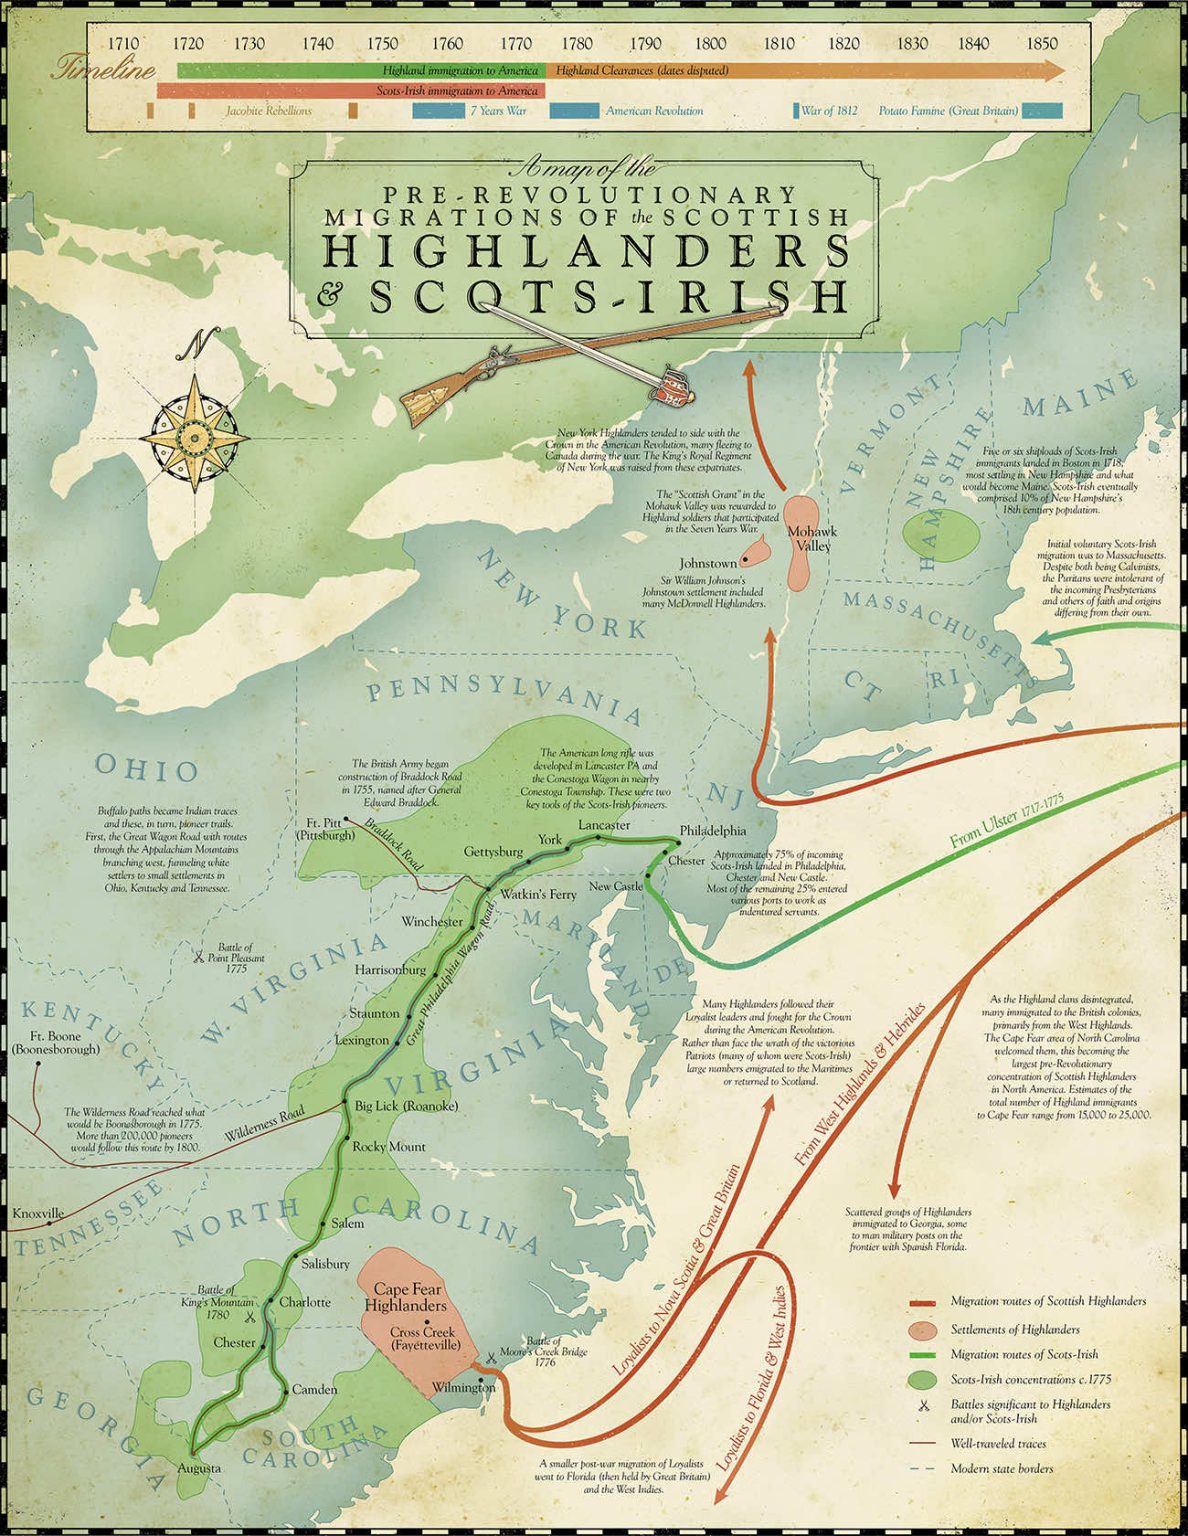 1710 1720 1730 1740 1750 1760 1770 1780 1790 1800 1810 1820 1830 1840 1850
Timeline
Highland immigration to America
Highland Clearances (dates disputed)
Scots-Irish immigration to America
Jacobite Rebellions
7 Years War
American Revolution
War of 1812
Potato Famine (Great Britain)
A map of the
PRE-REVOLUTIONARY
MIGRATIONS OF the SCOTTISH
HIGHLANDERS
& SCOTS-IRISH
N
New York Highlanders tended to side with the
Crown in the American Revolution, many fleeing to
Canada during the war. The King's Royal Regiment
of New York was raised from these expatriates.
The "Scottish Grant" in the
Mohawk Valley was rewarded to
Highland soldiers that participated
in the Seven Years War.
Mohawk
Valley
Johnstown
Sir William Johnson's
Johnstown settlement included
many McDonnell Highlanders.
VERMONT
NEW
HAMPSHIRE
MAINE
Five or six shiploads of Scots-Irish
immigrants landed in Boston in 1718,
most settling in New Hampshire and what
would become Maine. Scots-Irish eventually
comprised 10% of New Hampshire's
18th century population.
Initial voluntary Scots-Irish
migration was to Massachusetts.
Despite both being Calvinists,
the Puritans were intolerant of
the incoming Presbyterians
and others of faith and origins
differing from their own.
NEW YORK
MASSACHUSETTS
CT
RI
PENNSYLVANIA
NJ
OHIO
Buffalo paths became Indian traces
and these, in turn, pioneer trails.
First, the Great Wagon Road with routes
through the Appalachian Mountains
branching west, funneling white
settlers to small settlements in
Ohio, Kentucky and Tennessee.
The British Army began
construction of Braddock Road
in 1755, named after General
Edward Braddock.
The American long rifle was
developed in Lancaster PA and
the Conestoga Wagon in nearby
Conestoga Township. These were two
key tools of the Scots-Irish pioneers.
Ft. Pitt
(Pittsburgh)
Braddock Road
Gettysburg
York
Lancaster
Philadelphia
Chester
New Castle
Approximately 75% of incoming
Scots-Irish landed in Philadelphia,
Chester and New Castle.
Most of the remaining 25% entered
various ports to work as
indentured servants.
From Ulster 1717-1775
Watkin's Ferry
Winchester
MARYLAND
DE
Great Philadelphia Wagon Road
Harrisonburg
Staunton
Lexington
Battle of
Point Pleasant
1775
W. VIRGINIA
VIRGINIA
KENTUCKY
Ft. Boone
(Boonesborough)
The Wilderness Road reached what
would be Boonesborough in 1775.
More than 200,000 pioneers
would follow this route by 1800.
Wilderness Road
Big Lick (Roanoke)
Rocky Mount
Many Highlanders followed their
Loyalist leaders and fought for the Crown
during the American Revolution.
Rather than face the wrath of the victorious
Patriots (many of whom were Scots-Irish)
large numbers emigrated to the Maritimes
or returned to Scotland.
From West Highlands & Hebrides
As the Highland clans disintegrated,
many immigrated to the British colonies,
primarily from the West Highlands.
The Cape Fear area of North Carolina
welcomed them, this becoming the
largest pre-Revolutionary
concentration of Scottish Highlanders
in North America. Estimates of the
total number of Highland immigrants
to Cape Fear range from 15,000 to 25,000.
Knoxville
TENNESSEE
NORTH CAROLINA
Salem
Salisbury
Scattered groups of Highlanders
immigrated to Georgia, some
to man military posts on the
frontier with Spanish Florida.
Battle of
King's Mountain
1780
Charlotte
Chester
Camden
Cape Fear
Highlanders
Cross Creek
(Fayetteville)
Battle of
Moore's Creek Bridge
1776
Wilmington
Loyalists to Nova Scotia & Great Britain
Loyalists to Florida & West Indies
GEORGIA
SOUTH
CAROLINA
Augusta
A smaller post-war migration of Loyalists
went to Florida (then held by Great Britain)
and the West Indies.
Migration routes of Scottish Highlanders
Settlements of Highlanders
Migration routes of Scots-Irish
Scots-Irish concentrations c.1775
Battles significant to Highlanders
and/or Scots-Irish
Well-traveled traces
Modern state borders